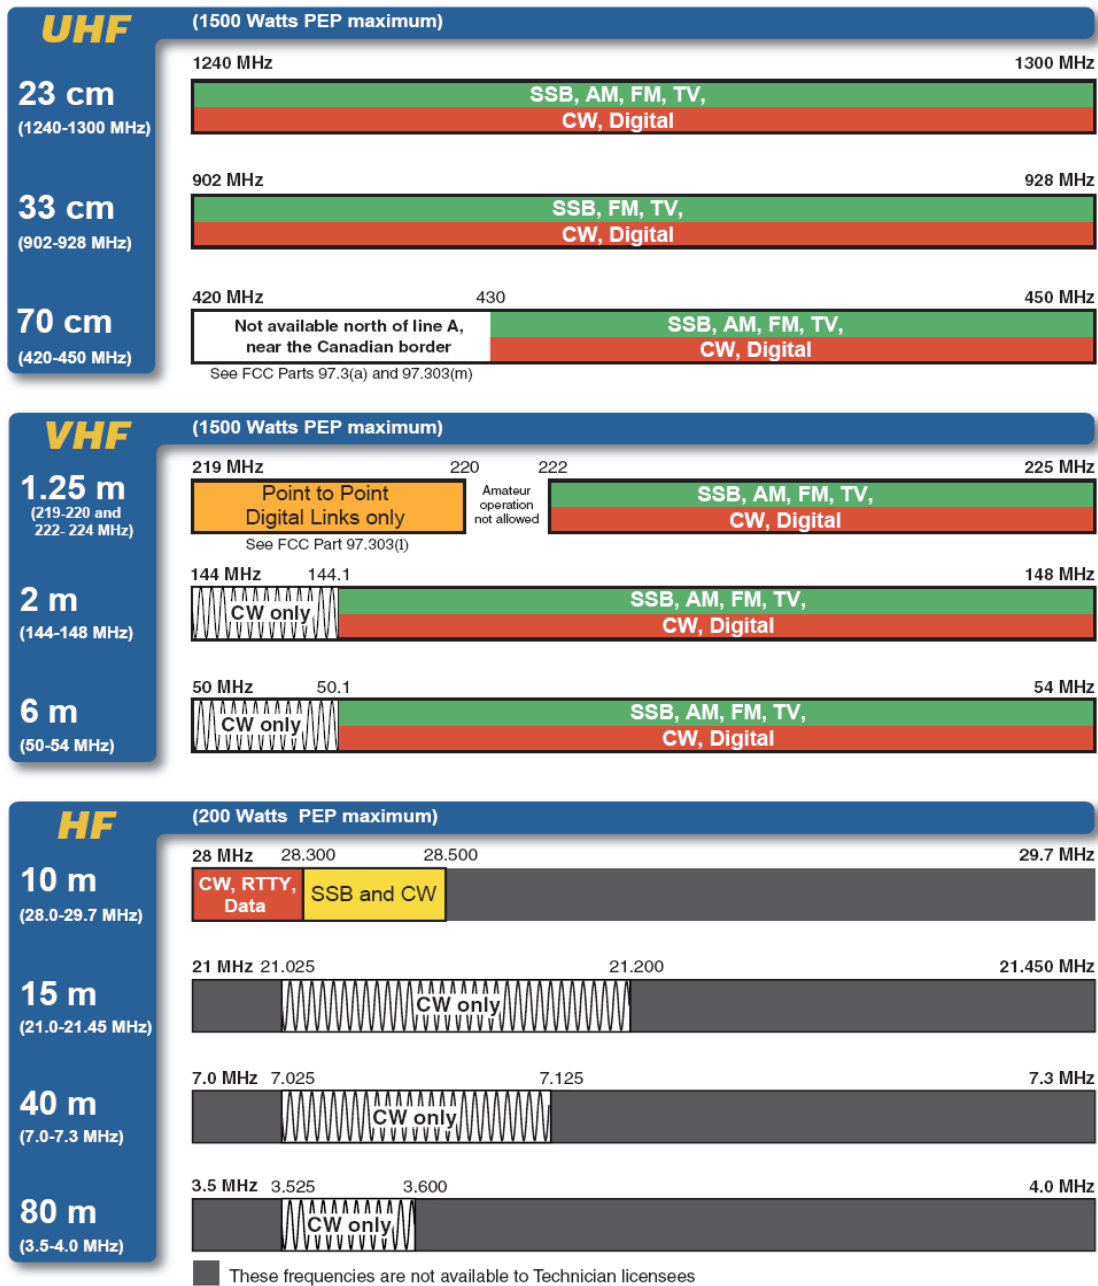 UHF
(1500 Watts PEP maximum)
23 cm
(1240-1300 MHz)
1240 MHz 1300 MHz
SSB, AM, FM, TV,
CW, Digital
33 cm
(902-928 MHz)
902 MHz 928 MHz
SSB, FM, TV,
CW, Digital
70 cm
(420-450 MHz)
420 MHz 430 450 MHz
Not available north of line A,
near the Canadian border
SSB, AM, FM, TV,
CW, Digital
See FCC Parts 97.3(a) and 97.303(m)
VHF
(1500 Watts PEP maximum)
1.25 m
(219-220 and
222- 224 MHz)
219 MHz 220 222 225 MHz
Point to Point
Digital Links only
Amateur
operation
not allowed
SSB, AM, FM, TV,
CW, Digital
See FCC Part 97.303(l)
2 m
(144-148 MHz)
144 MHz 144.1 148 MHz
CW only
SSB, AM, FM, TV,
CW, Digital
6 m
(50-54 MHz)
50 MHz 50.1 54 MHz
CW only
SSB, AM, FM, TV,
CW, Digital
HF
(200 Watts  PEP maximum)
10 m
(28.0-29.7 MHz)
28 MHz 28.300 28.500 29.7 MHz
CW, RTTY,
Data
SSB and CW
15 m
(21.0-21.45 MHz)
21 MHz 21.025 21.200 21.450 MHz
CW only
40 m
(7.0-7.3 MHz)
7.0 MHz 7.025 7.125 7.3 MHz
CW only
80 m
(3.5-4.0 MHz)
3.5 MHz 3.525 3.600 4.0 MHz
CW only
These frequencies are not available to Technician licensees